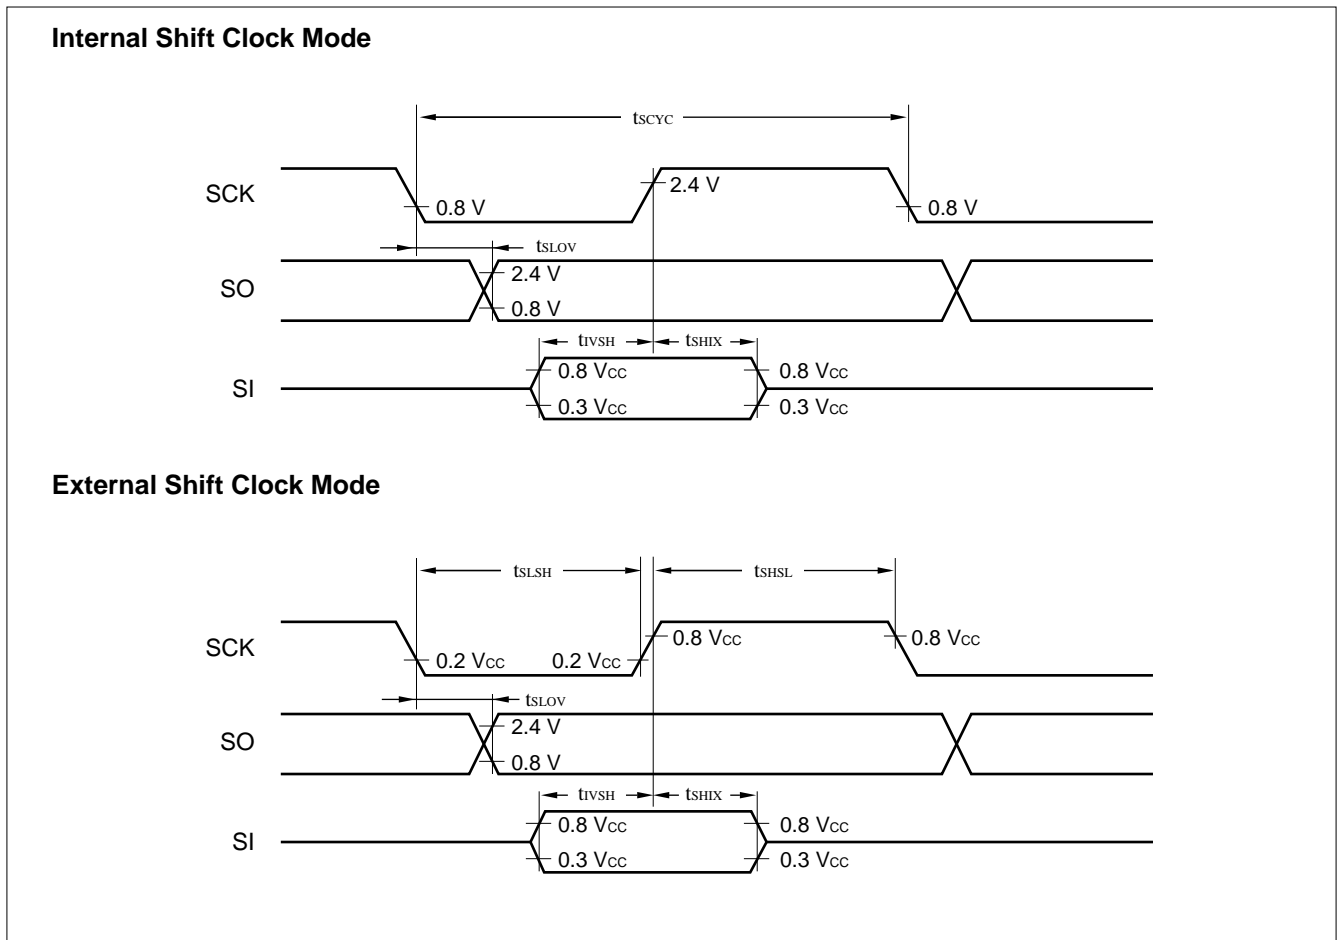 Internal Shift Clock Mode
tSCYC
SCK
2.4 V
0.8 V
0.8 V
tSLOV
SO
2.4 V
0.8 V
tIVSH
tSHIX
SI
0.8 VCC
0.8 VCC
0.3 VCC
0.3 VCC
External Shift Clock Mode
tSLSH
tSHSL
SCK
0.8 VCC
0.8 VCC
0.2 VCC
0.2 VCC
tSLOV
SO
2.4 V
0.8 V
tIVSH
tSHIX
SI
0.8 VCC
0.8 VCC
0.3 VCC
0.3 VCC